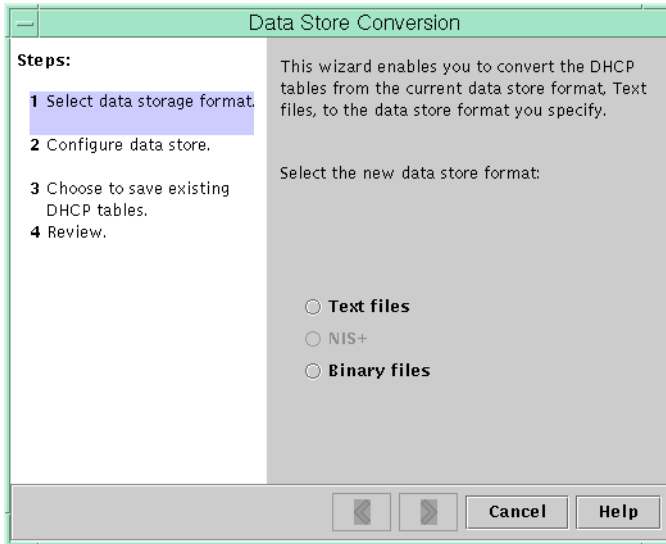 Data Store Conversion
Steps:
1 Select data storage format.
2 Configure data store.
3 Choose to save existing
DHCP tables.
4 Review.
This wizard enables you to convert the DHCP
tables from the current data store format, Text
files, to the data store format you specify.
Select the new data store format:
Text files
NIS+
Binary files
Cancel
Help